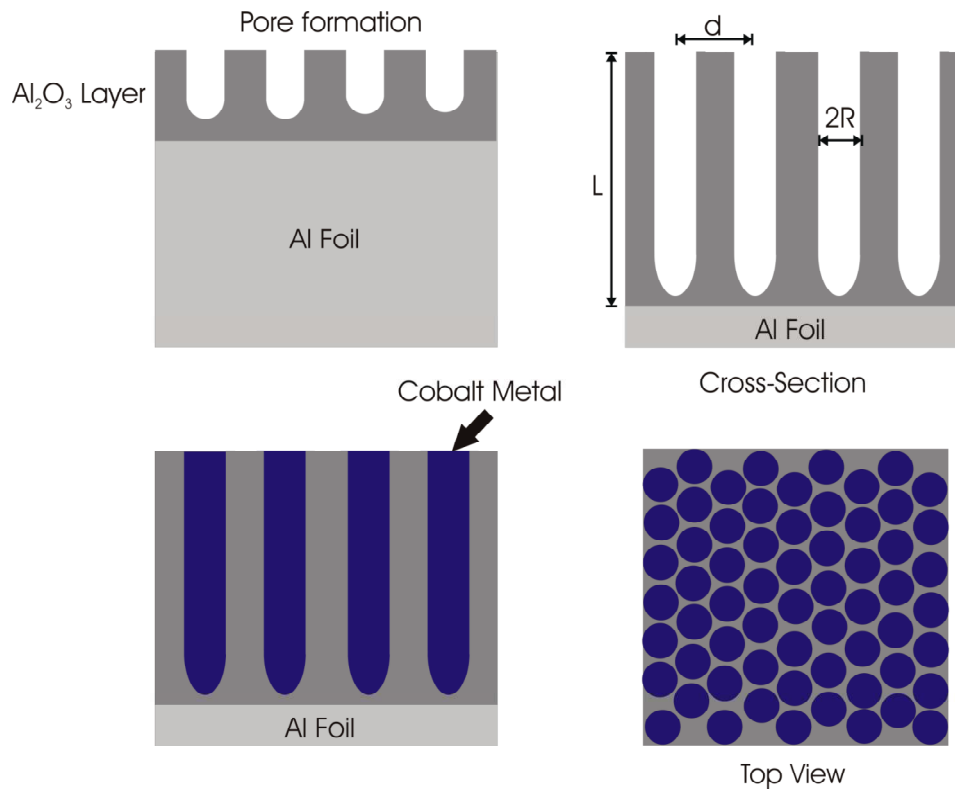 Pore formation
Al₂O₃ Layer
Al Foil
d
2R
L
Al Foil
Cross-Section
Cobalt Metal
Al Foil
Top View